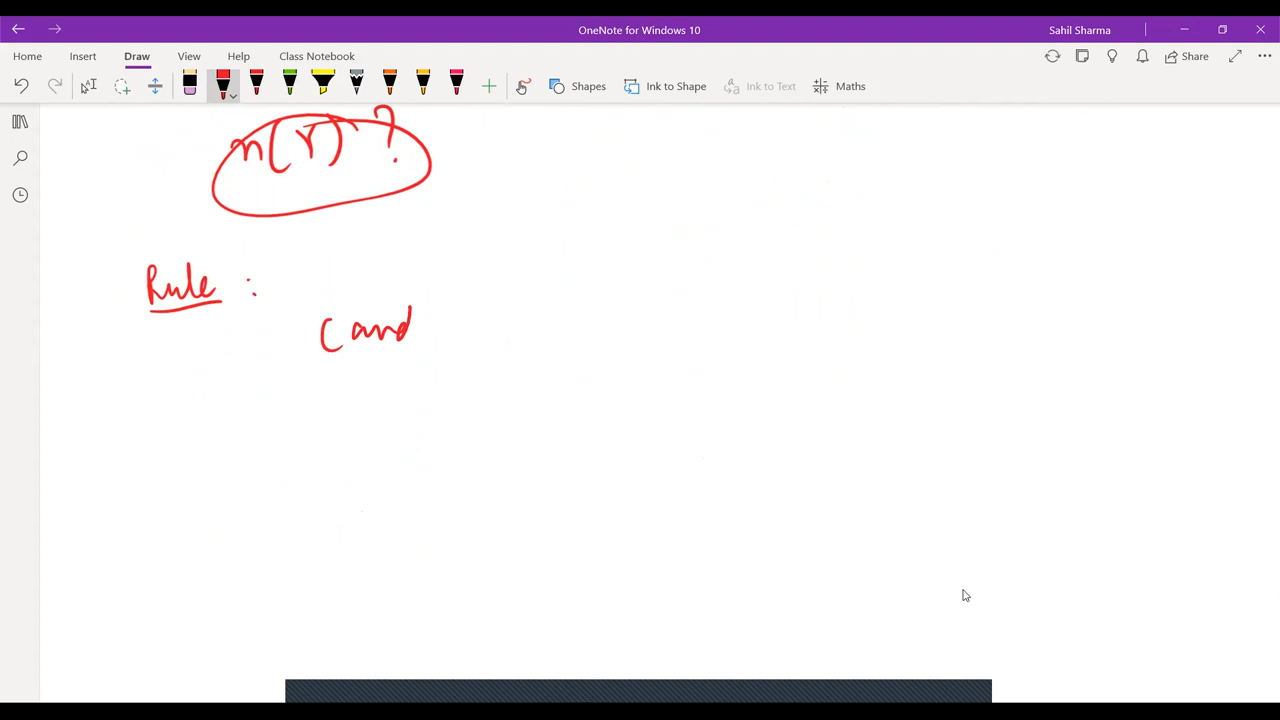 OneNote for Windows 10
Sahil Sharma
Home Insert Draw View Help Class Notebook
Share
Shapes Ink to Shape Ink to Text Maths
n(r) ?
Rule :
(and